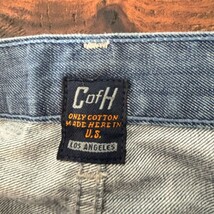 CofH
ONLY COTTON
MADE HERE IN
U.S.
LOS ANGELES